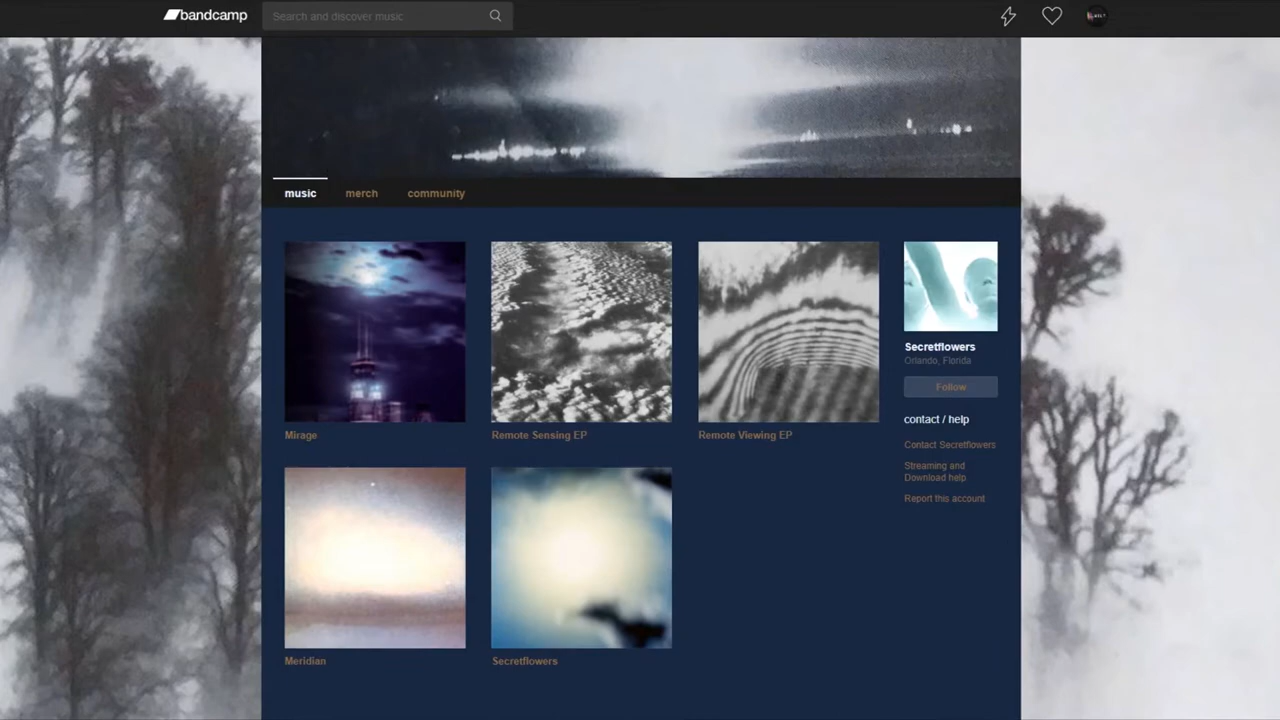 bandcamp
Search and discover music
music
merch
community
Mirage
Remote Sensing EP
Remote Viewing EP
Secretflowers
Orlando, Florida
Follow
contact / help
Contact Secretflowers
Streaming and
Download help
Report this account
Meridian
Secretflowers